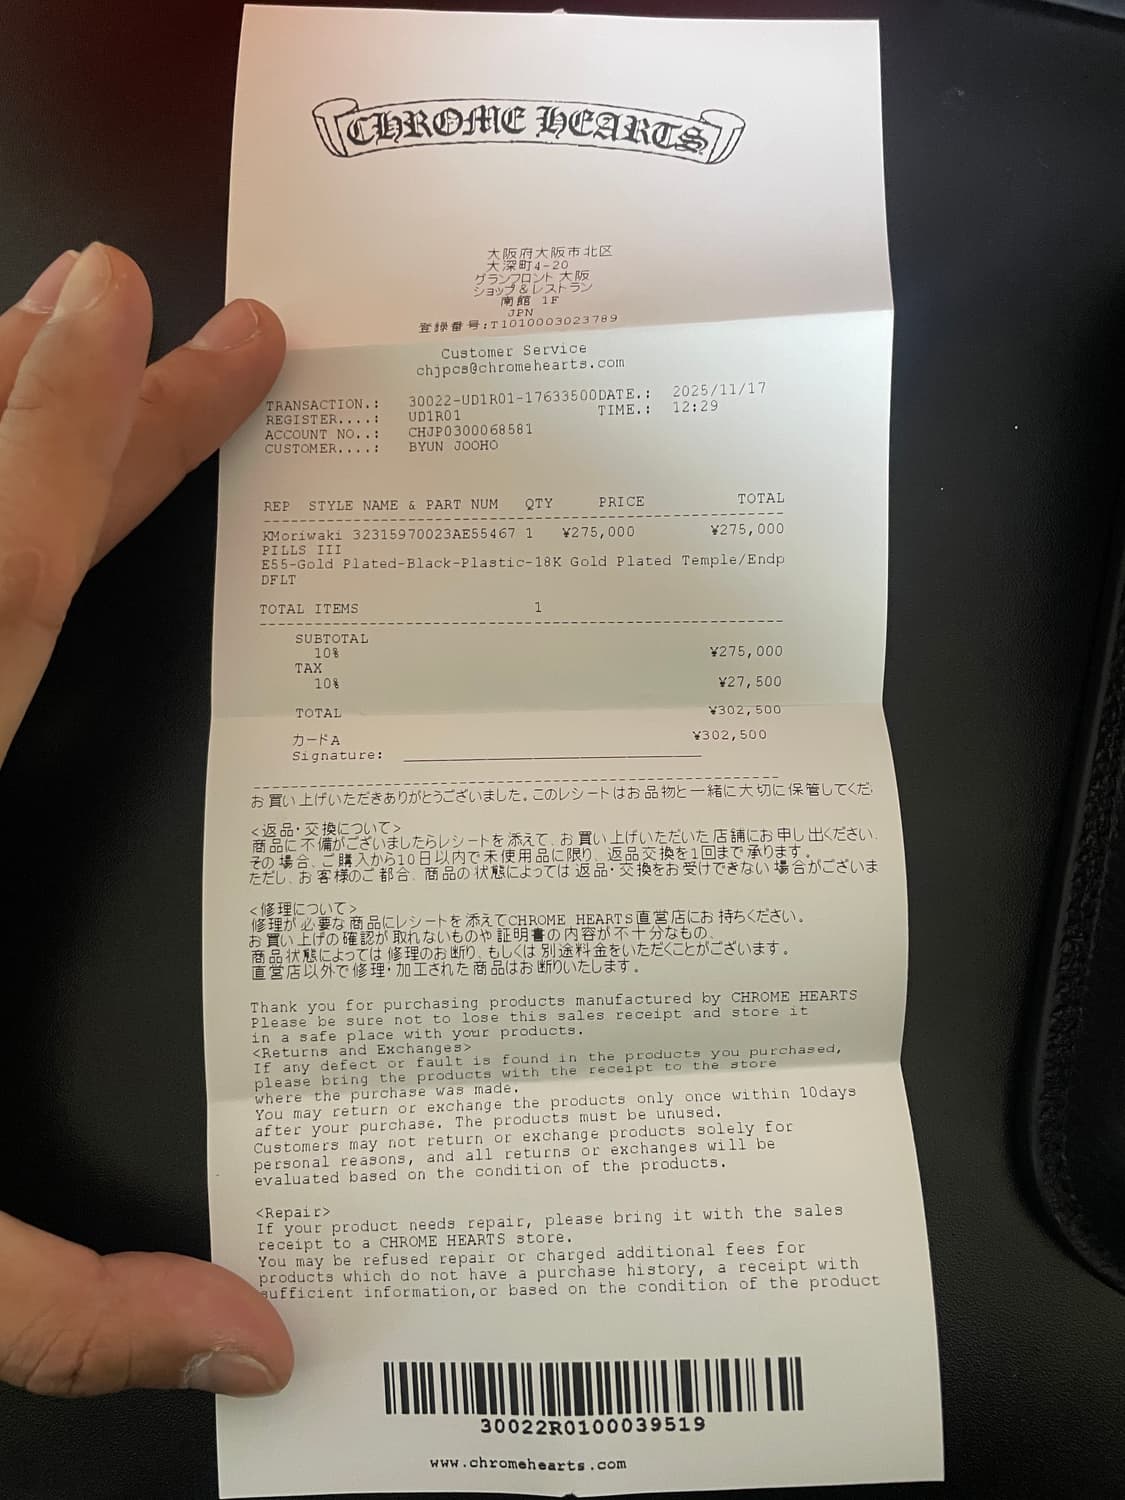 CHROME HEARTS
大阪府大阪市北区
大深町4-20
グランフロント 大阪
ショップ&レストラン
南館 1F
JPN
登録番号:T1010003023789
Customer Service
chjpcs@chromehearts.com
TRANSACTION.: 30022-UD1R01-17633500DATE.: 2025/11/17
REGISTER....: UD1R01 TIME.: 12:29
ACCOUNT NO..: CHJP0300068581
CUSTOMER....: BYUN JOOHO
REP STYLE NAME & PART NUM QTY PRICE TOTAL
KMoriwaki 32315970023AE55467 1 ¥275,000 ¥275,000
PILLS III
E55-Gold Plated-Black-Plastic-18K Gold Plated Temple/Endp
DFLT
TOTAL ITEMS 1
SUBTOTAL
10% ¥275,000
TAX
10% ¥27,500
TOTAL ¥302,500
カードA ¥302,500
Signature:
お買い上げいただきありがとうございました。このレシートはお品物と一緒に大切に保管してくだ
<返品・交換について>
商品に不備がございましたらレシートを添えて、お買い上げいただいた店舗にお申し出ください。
その場合、ご購入から10日以内で未使用品に限り、返品交換を1回まで承ります。
ただし、お客様のご都合、商品の状態によっては返品・交換をお受けできない場合がございま
<修理について>
修理が必要な商品にレシートを添えてCHROME HEARTS直営店にお持ちください。
お買い上げの確認が取れないものや証明書の内容が不十分なもの、
商品状態によっては修理のお断り、もしくは別途料金をいただくことがございます。
直営店以外で修理・加工された商品はお断りいたします。
Thank you for purchasing products manufactured by CHROME HEARTS
Please be sure not to lose this sales receipt and store it
in a safe place with your products.
<Returns and Exchanges>
If any defect or fault is found in the products you purchased,
please bring the products with the receipt to the store
where the purchase was made.
You may return or exchange the products only once within 10days
after your purchase. The products must be unused.
Customers may not return or exchange products solely for
personal reasons, and all returns or exchanges will be
evaluated based on the condition of the products.
<Repair>
If your product needs repair, please bring it with the sales
receipt to a CHROME HEARTS store.
You may be refused repair or charged additional fees for
products which do not have a purchase history, a receipt with
sufficient information,or based on the condition of the product
30022R0100039519
www.chromehearts.com